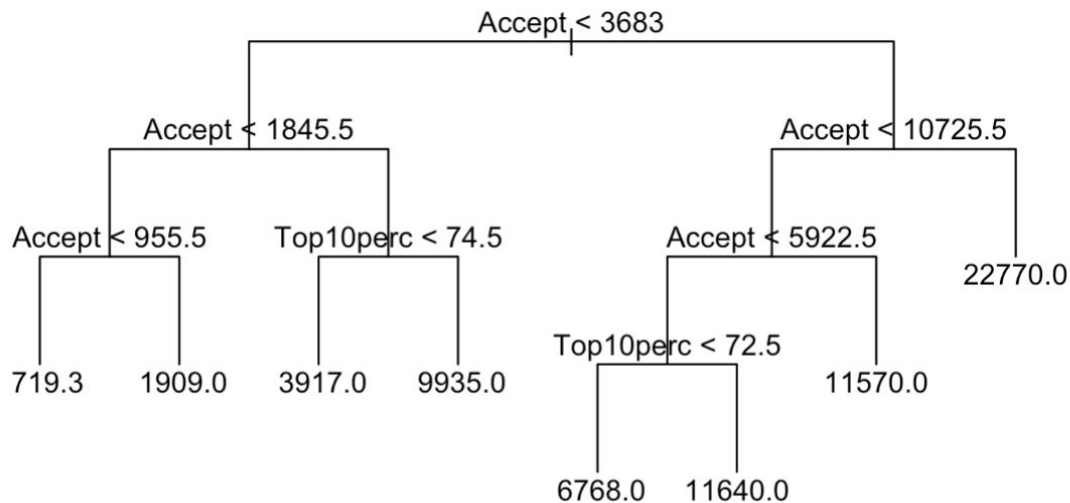 Accept < 3683
Accept < 1845.5
Accept < 10725.5
Accept < 955.5
Top10perc < 74.5
Accept < 5922.5
22770.0
Top10perc < 72.5
719.3
1909.0
3917.0
9935.0
11570.0
6768.0
11640.0